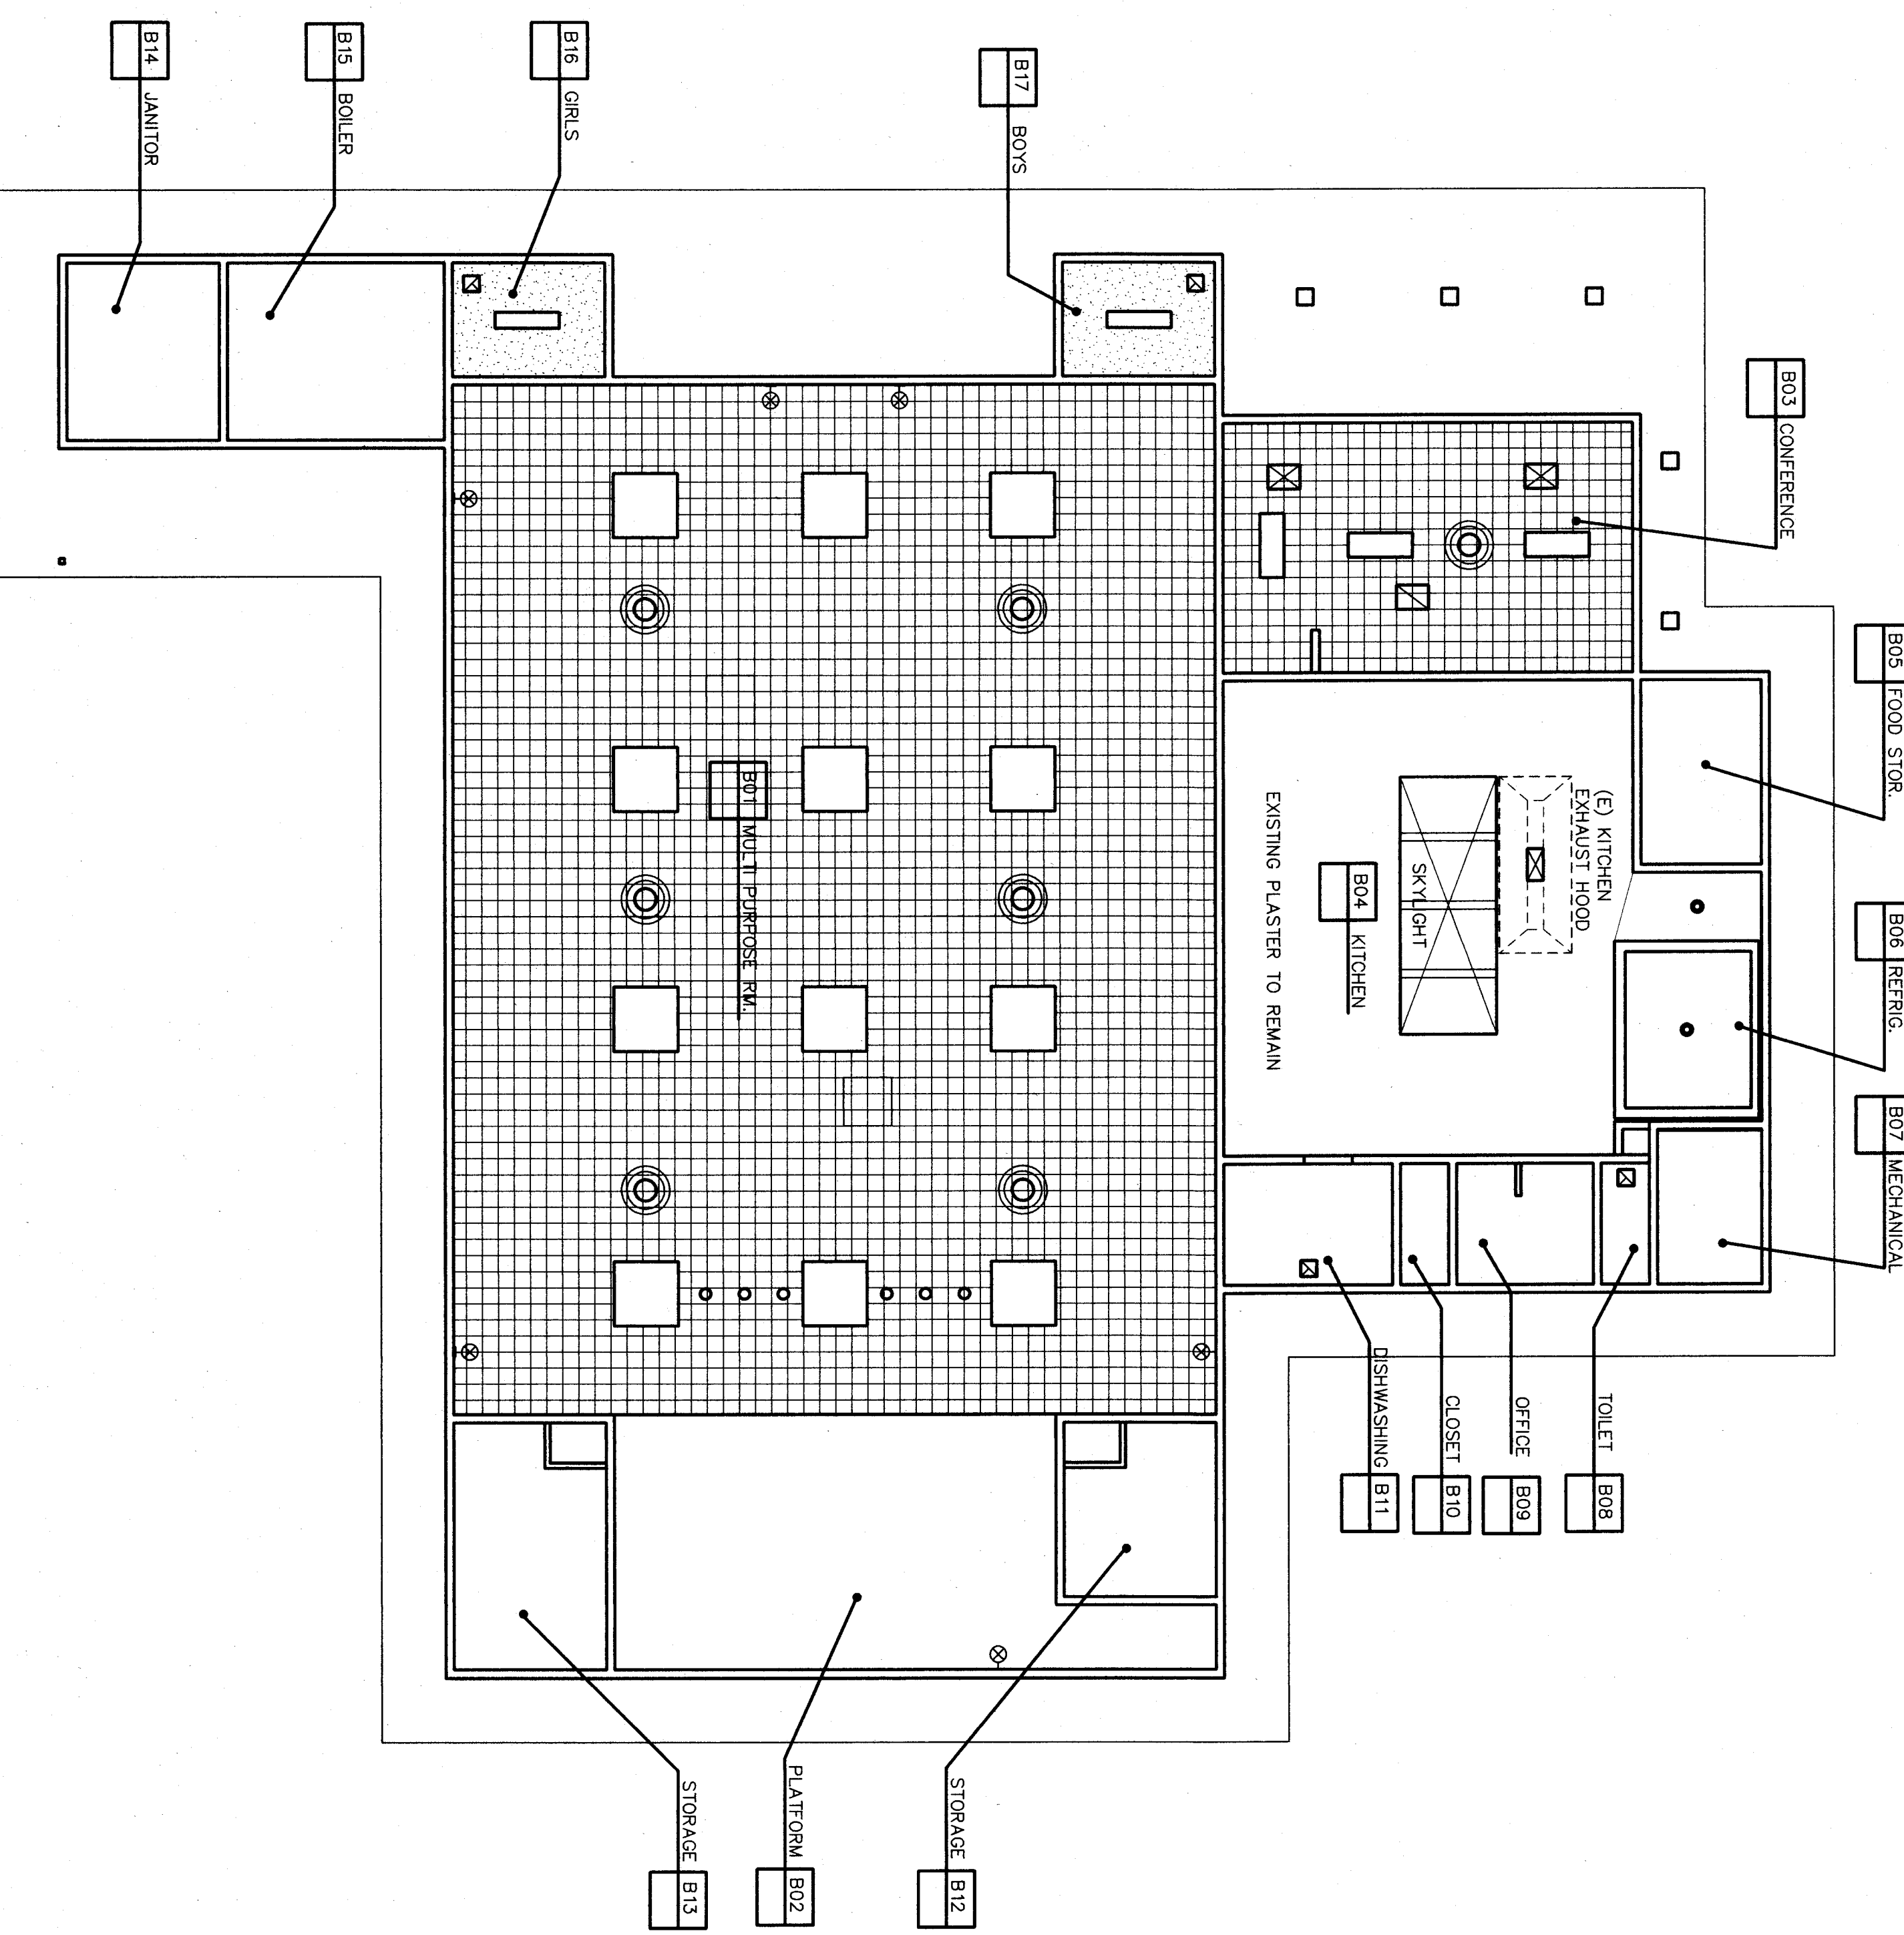 B14
JANITOR
B15
BOILER
B16
GIRLS
B17
BOYS
B03
CONFERENCE
B05
FOOD STOR.
B06
REFRIG.
B07
MECHANICAL
(E) KITCHEN
EXHAUST HOOD
SKYLIGHT
B04
KITCHEN
EXISTING PLASTER TO REMAIN
B01
MULTI PURPOSE RM.
TOILET
B08
OFFICE
B09
CLOSET
B10
DISHWASHING
B11
STORAGE
B12
PLATFORM
B02
STORAGE
B13